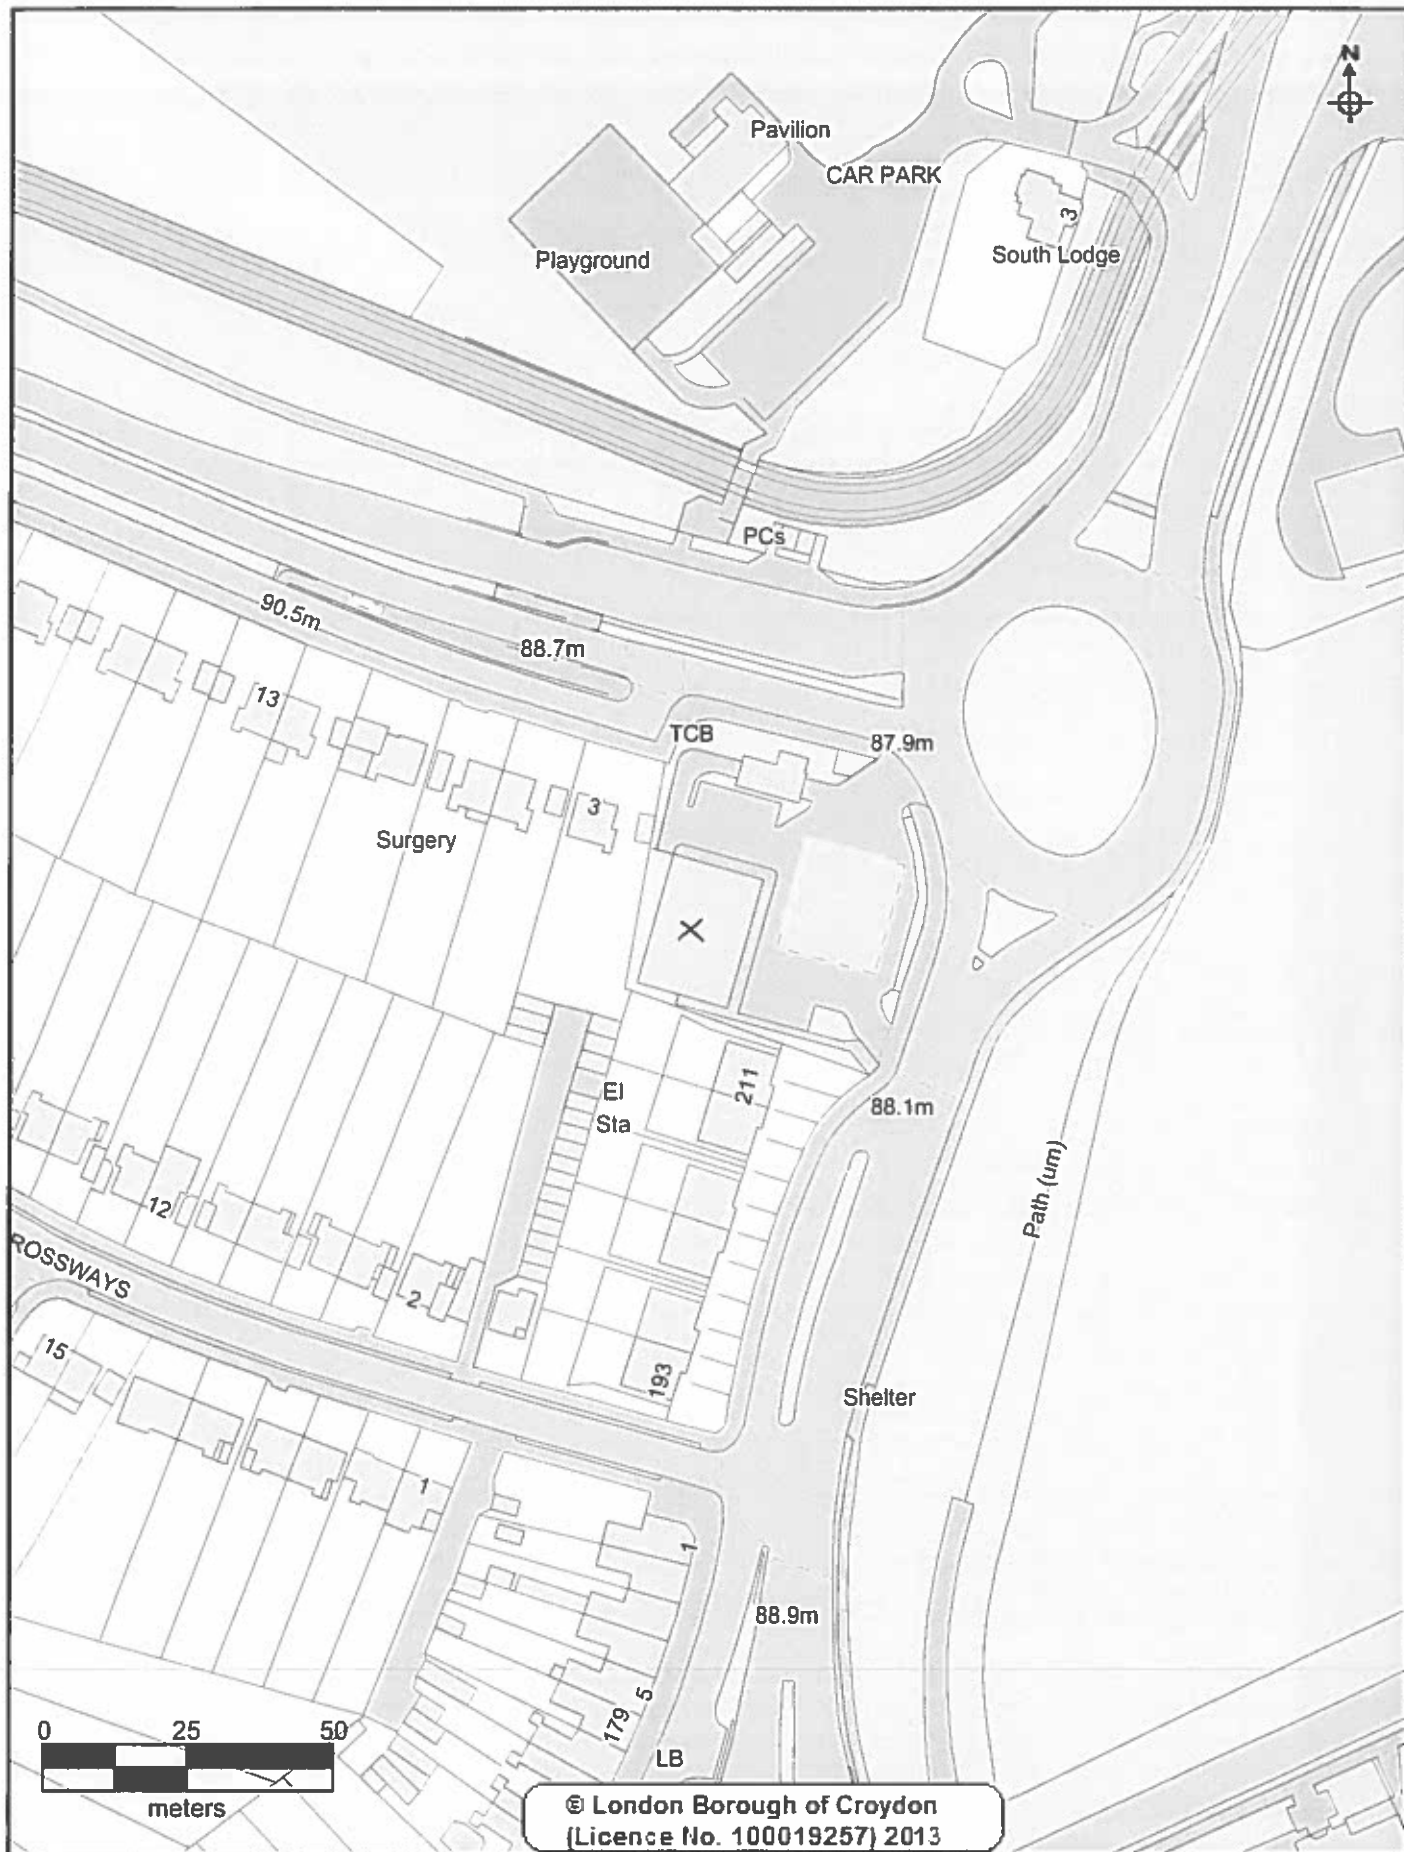 N
Pavilion
CAR PARK
3
South Lodge
Playground
PCs
90.5m
88.7m
TCB
87.9m
13
3
Surgery
X
El
Sta
211
88.1m
Path (um)
12
ROSSWAYS
2
15
193
Shelter
1
1
88.9m
5
179
LB
0 25 50
meters
© London Borough of Croydon
(Licence No. 100019257) 2013